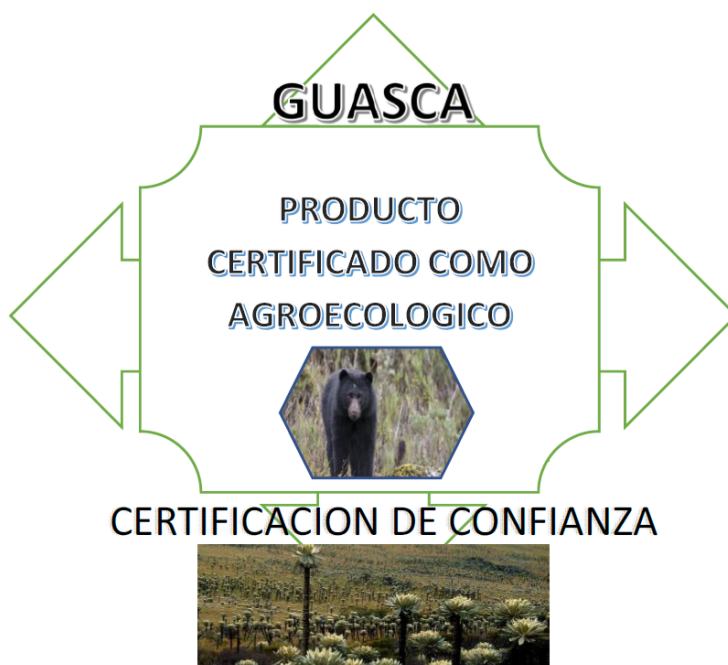 GUASCA
PRODUCTO
CERTIFICADO COMO
AGROECOLOGICO
CERTIFICACION DE CONFIANZA